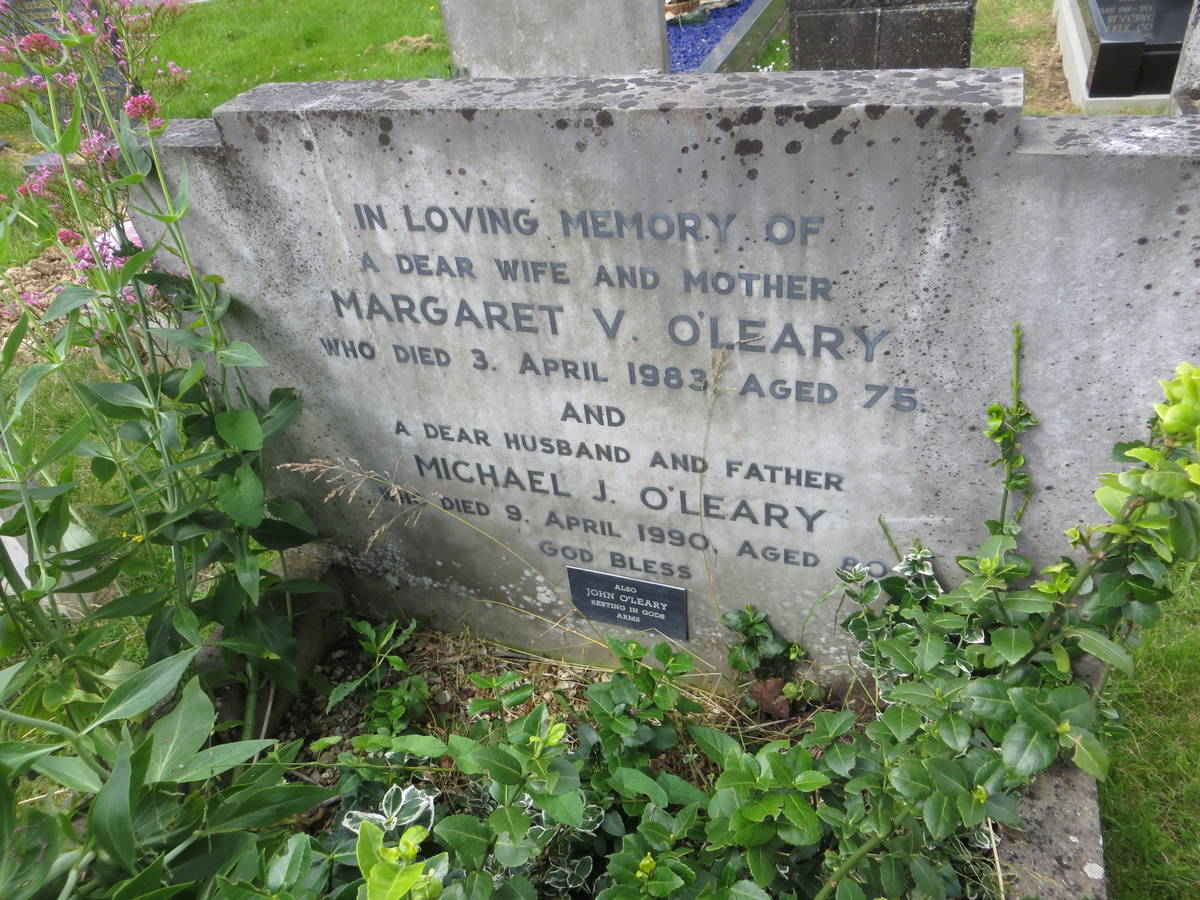 IN LOVING MEMORY OF
A DEAR WIFE AND MOTHER
MARGARET V. O'LEARY
WHO DIED 3. APRIL 1983, AGED 75.
AND
A DEAR HUSBAND AND FATHER
MICHAEL J. O'LEARY
WHO DIED 9. APRIL 1990, AGED 80.
GOD BLESS
ALSO
JOHN O'LEARY
RESTING IN GODS
ARMS